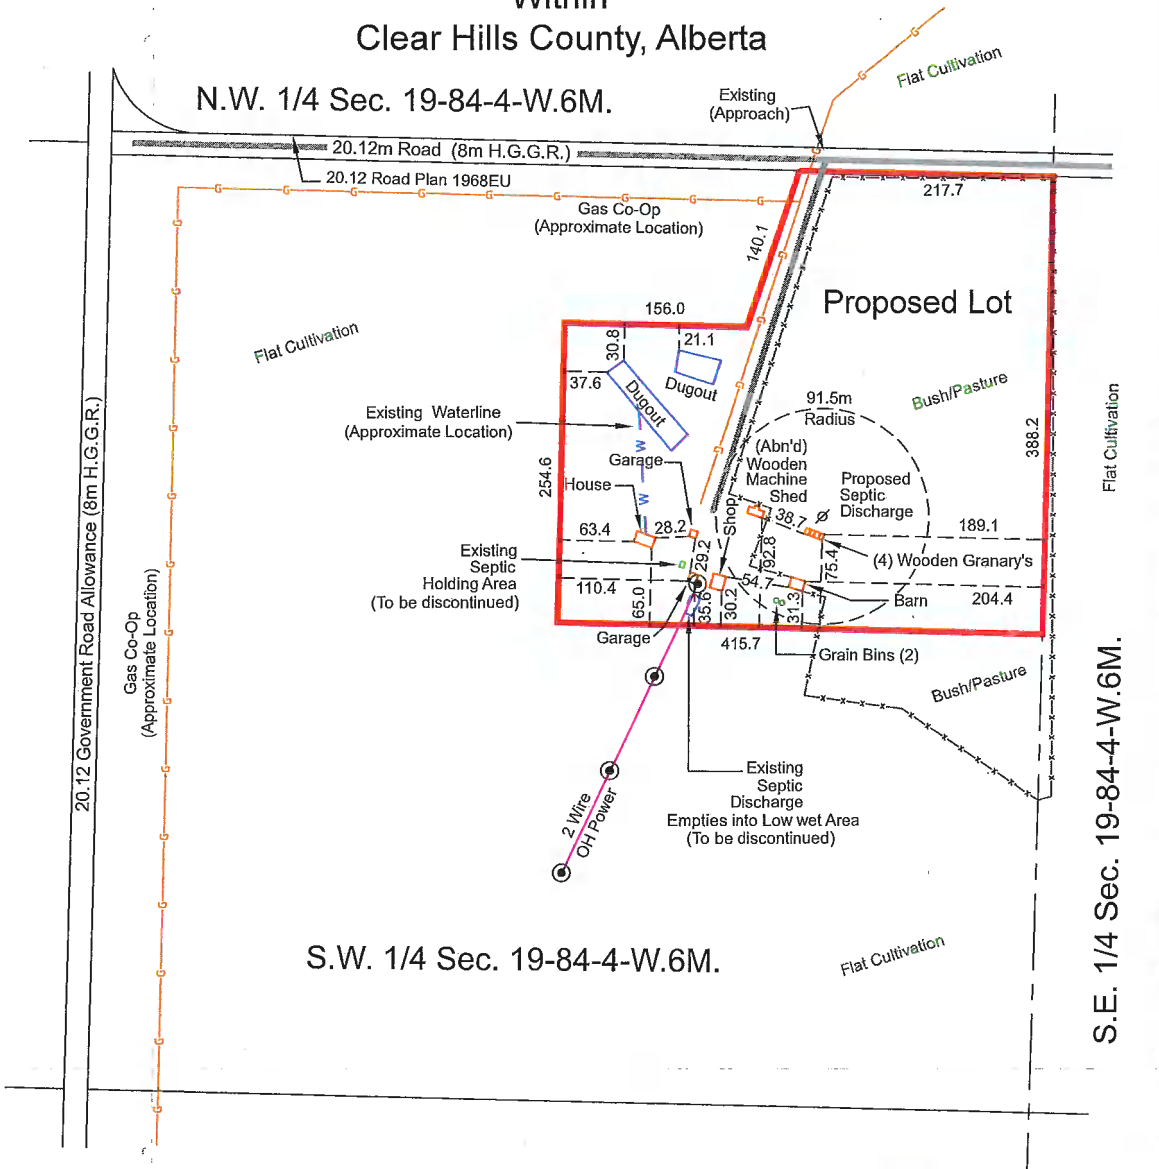 Within
Clear Hills County, Alberta
N.W. 1/4 Sec. 19-84-4-W.6M.
Existing
(Approach)
Flat Cultivation
20.12m Road (8m H.G.G.R.)
20.12 Road Plan 1968EU
217.7
Gas Co-Op
(Approximate Location)
140.1
Proposed Lot
156.0
Flat Cultivation
30.8
21.1
37.6
Dugout
Dugout
Bush/Pasture
91.5m
Radius
388.2
Flat Cultivation
Existing Waterline
(Approximate Location)
W
W
254.6
Garage
House
(Abn'd)
Wooden
Machine
Shed
Proposed
Septic
Discharge
Shop
63.4
28.2
38.7
189.1
29.2
92.8
75.4
(4) Wooden Granary's
Existing
Septic
Holding Area
(To be discontinued)
110.4
65.0
35.6
30.2
54.7
31.3
Barn
204.4
Garage
415.7
Grain Bins (2)
Bush/Pasture
20.12 Government Road Allowance (8m H.G.G.R.)
Gas Co-Op
(Approximate Location)
2 Wire
OH Power
Existing
Septic
Discharge
Empties into Low wet Area
(To be discontinued)
S.W. 1/4 Sec. 19-84-4-W.6M.
Flat Cultivation
S.E. 1/4 Sec. 19-84-4-W.6M.